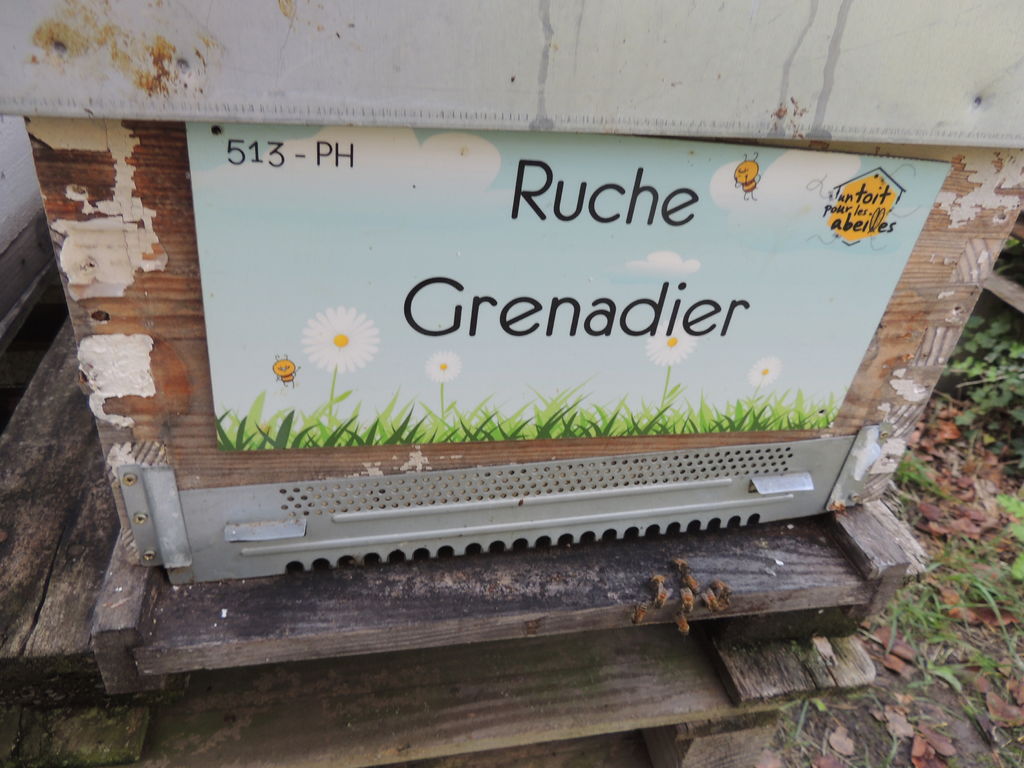 513 - PH
Ruche
Grenadier
un toit
pour les
abeilles